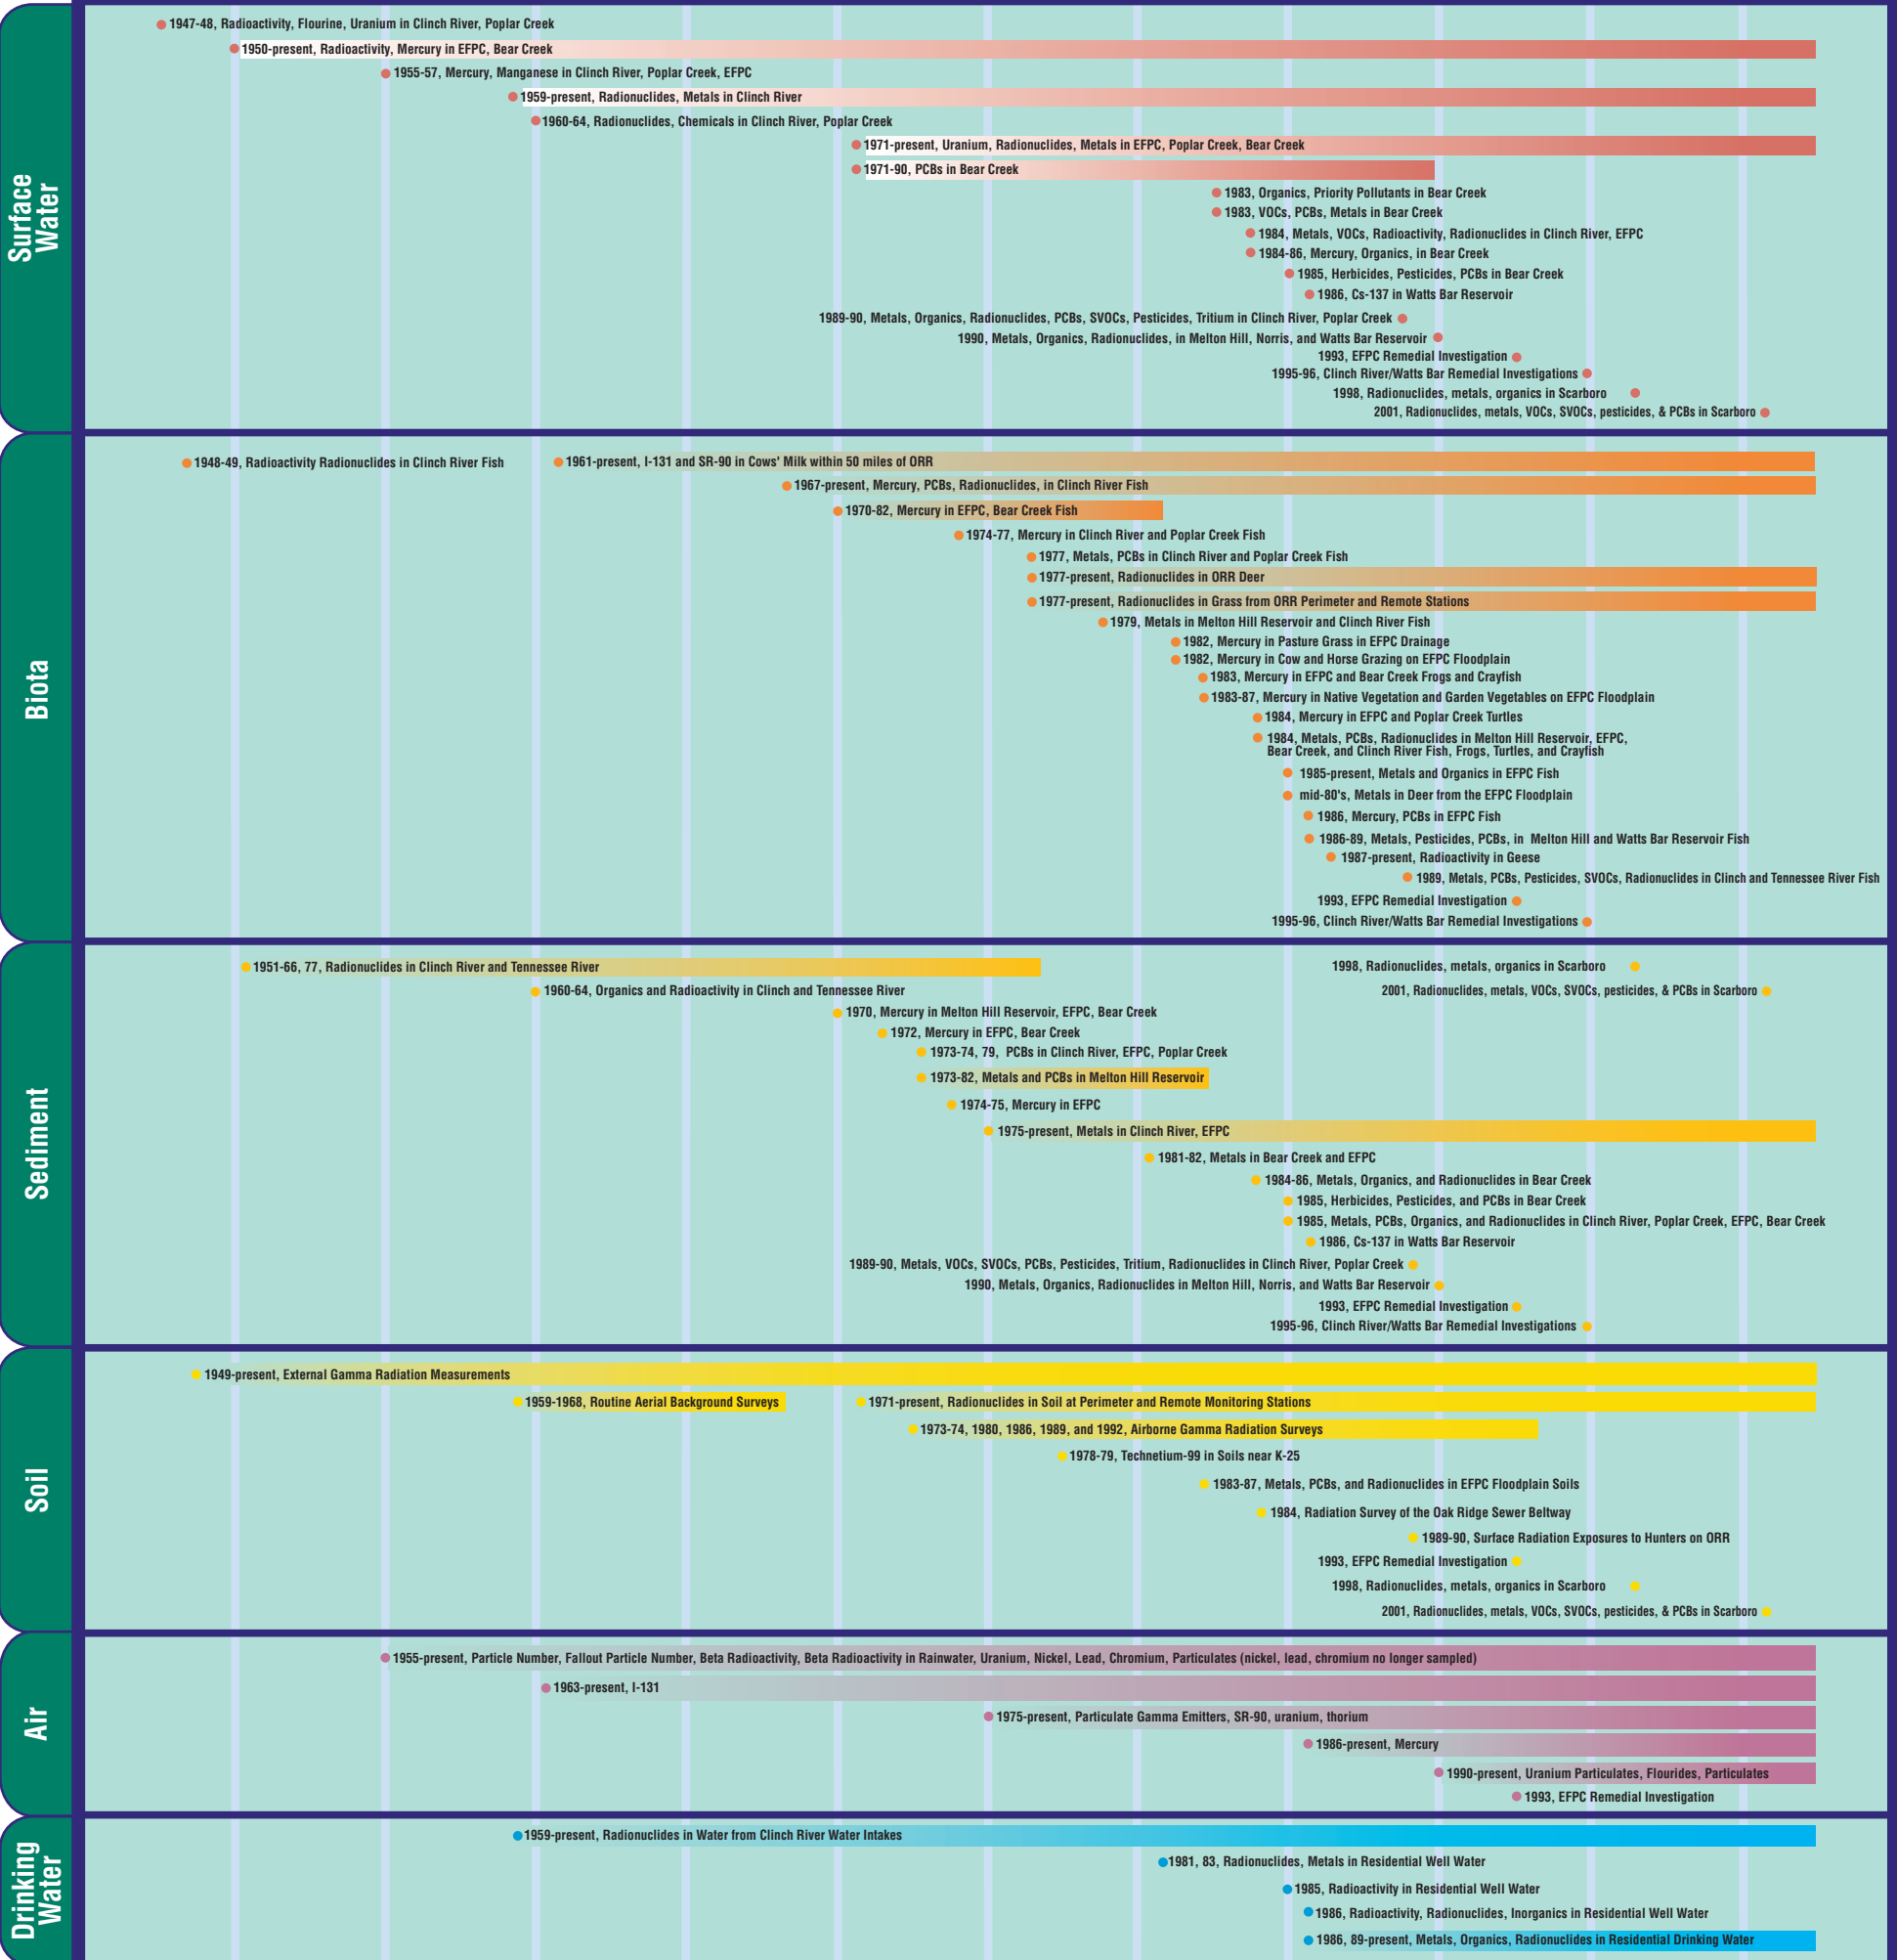 Surface
Water
1947-48, Radioactivity, Flourine, Uranium in Clinch River, Poplar Creek
1950-present, Radioactivity, Mercury in EFPC, Bear Creek
1955-57, Mercury, Manganese in Clinch River, Poplar Creek, EFPC
1959-present, Radionuclides, Metals in Clinch River
1960-64, Radionuclides, Chemicals in Clinch River, Poplar Creek
1971-present, Uranium, Radionuclides, Metals in EFPC, Poplar Creek, Bear Creek
1971-90, PCBs in Bear Creek
1983, Organics, Priority Pollutants in Bear Creek
1983, VOCs, PCBs, Metals in Bear Creek
1984, Metals, VOCs, Radioactivity, Radionuclides in Clinch River, EFPC
1984-86, Mercury, Organics, in Bear Creek
1985, Herbicides, Pesticides, PCBs in Bear Creek
1986, Cs-137 in Watts Bar Reservoir
1989-90, Metals, Organics, Radionuclides, PCBs, SVOCs, Pesticides, Tritium in Clinch River, Poplar Creek
1990, Metals, Organics, Radionuclides, in Melton Hill, Norris, and Watts Bar Reservoir
1993, EFPC Remedial Investigation
1995-96, Clinch River/Watts Bar Remedial Investigations
1998, Radionuclides, metals, organics in Scarboro
2001, Radionuclides, metals, VOCs, SVOCs, pesticides, & PCBs in Scarboro
Biota
1948-49, Radioactivity Radionuclides in Clinch River Fish
1961-present, I-131 and SR-90 in Cows' Milk within 50 miles of ORR
1967-present, Mercury, PCBs, Radionuclides, in Clinch River Fish
1970-82, Mercury in EFPC, Bear Creek Fish
1974-77, Mercury in Clinch River and Poplar Creek Fish
1977, Metals, PCBs in Clinch River and Poplar Creek Fish
1977-present, Radionuclides in ORR Deer
1977-present, Radionuclides in Grass from ORR Perimeter and Remote Stations
1979, Metals in Melton Hill Reservoir and Clinch River Fish
1982, Mercury in Pasture Grass in EFPC Drainage
1982, Mercury in Cow and Horse Grazing on EFPC Floodplain
1983, Mercury in EFPC and Bear Creek Frogs and Crayfish
1983-87, Mercury in Native Vegetation and Garden Vegetables on EFPC Floodplain
1984, Mercury in EFPC and Poplar Creek Turtles
1984, Metals, PCBs, Radionuclides in Melton Hill Reservoir, EFPC,
Bear Creek, and Clinch River Fish, Frogs, Turtles, and Crayfish
1985-present, Metals and Organics in EFPC Fish
mid-80's, Metals in Deer from the EFPC Floodplain
1986, Mercury, PCBs in EFPC Fish
1986-89, Metals, Pesticides, PCBs, in Melton Hill and Watts Bar Reservoir Fish
1987-present, Radioactivity in Geese
1989, Metals, PCBs, Pesticides, SVOCs, Radionuclides in Clinch and Tennessee River Fish
1993, EFPC Remedial Investigation
1995-96, Clinch River/Watts Bar Remedial Investigations
Sediment
1951-66, 77, Radionuclides in Clinch River and Tennessee River
1998, Radionuclides, metals, organics in Scarboro
1960-64, Organics and Radioactivity in Clinch and Tennessee River
2001, Radionuclides, metals, VOCs, SVOCs, pesticides, & PCBs in Scarboro
1970, Mercury in Melton Hill Reservoir, EFPC, Bear Creek
1972, Mercury in EFPC, Bear Creek
1973-74, 79, PCBs in Clinch River, EFPC, Poplar Creek
1973-82, Metals and PCBs in Melton Hill Reservoir
1974-75, Mercury in EFPC
1975-present, Metals in Clinch River, EFPC
1981-82, Metals in Bear Creek and EFPC
1984-86, Metals, Organics, and Radionuclides in Bear Creek
1985, Herbicides, Pesticides, and PCBs in Bear Creek
1985, Metals, PCBs, Organics, and Radionuclides in Clinch River, Poplar Creek, EFPC, Bear Creek
1986, Cs-137 in Watts Bar Reservoir
1989-90, Metals, VOCs, SVOCs, PCBs, Pesticides, Tritium, Radionuclides in Clinch River, Poplar Creek
1990, Metals, Organics, Radionuclides in Melton Hill, Norris, and Watts Bar Reservoir
1993, EFPC Remedial Investigation
1995-96, Clinch River/Watts Bar Remedial Investigations
Soil
1949-present, External Gamma Radiation Measurements
1959-1968, Routine Aerial Background Surveys
1971-present, Radionuclides in Soil at Perimeter and Remote Monitoring Stations
1973-74, 1980, 1986, 1989, and 1992, Airborne Gamma Radiation Surveys
1978-79, Technetium-99 in Soils near K-25
1983-87, Metals, PCBs, and Radionuclides in EFPC Floodplain Soils
1984, Radiation Survey of the Oak Ridge Sewer Beltway
1989-90, Surface Radiation Exposures to Hunters on ORR
1993, EFPC Remedial Investigation
1998, Radionuclides, metals, organics in Scarboro
2001, Radionuclides, metals, VOCs, SVOCs, pesticides, & PCBs in Scarboro
Air
1955-present, Particle Number, Fallout Particle Number, Beta Radioactivity, Beta Radioactivity in Rainwater, Uranium, Nickel, Lead, Chromium, Particulates (nickel, lead, chromium no longer sampled)
1963-present, I-131
1975-present, Particulate Gamma Emitters, SR-90, uranium, thorium
1986-present, Mercury
1990-present, Uranium Particulates, Flourides, Particulates
1993, EFPC Remedial Investigation
Drinking
Water
1959-present, Radionuclides in Water from Clinch River Water Intakes
1981, 83, Radionuclides, Metals in Residential Well Water
1985, Radioactivity in Residential Well Water
1986, Radioactivity, Radionuclides, Inorganics in Residential Well Water
1986, 89-present, Metals, Organics, Radionuclides in Residential Drinking Water